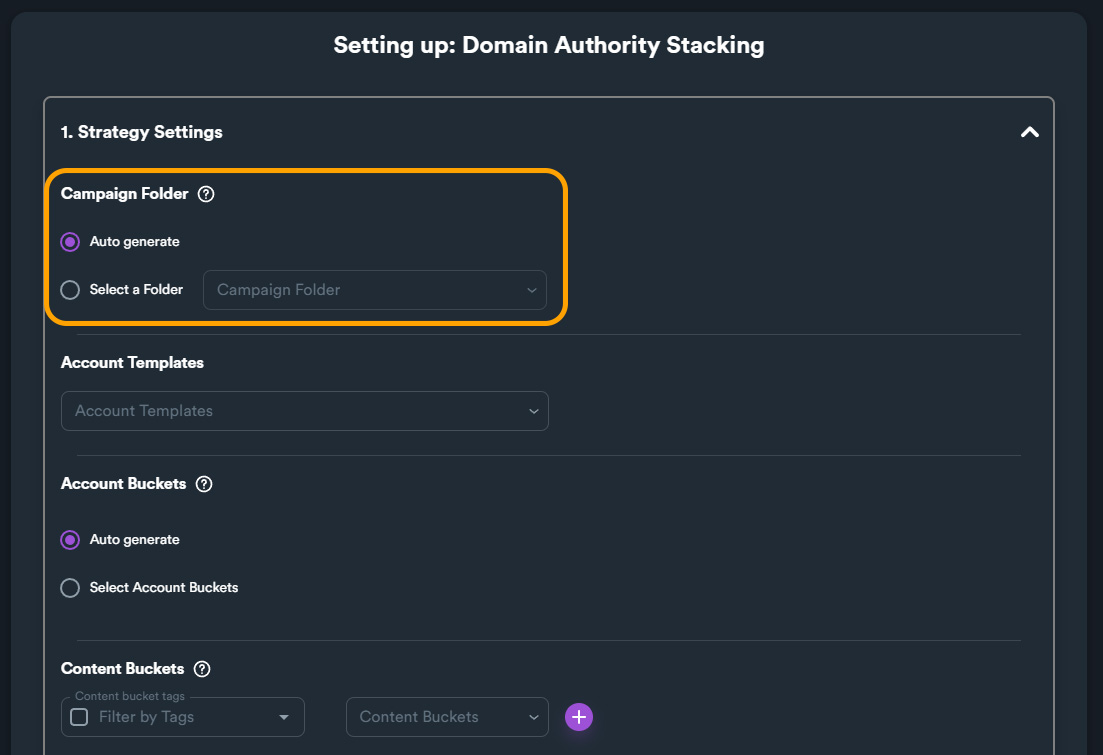 Setting up: Domain Authority Stacking
1. Strategy Settings
Campaign Folder ?
Auto generate
Select a Folder Campaign Folder
Account Templates
Account Templates
Account Buckets ?
Auto generate
Select Account Buckets
Content Buckets ?
Content bucket tags
Filter by Tags Content Buckets +